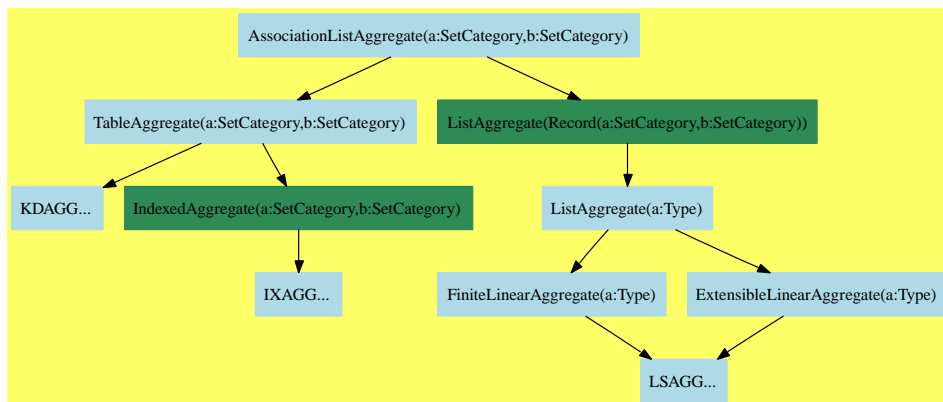 AssociationListAggregate(a:SetCategory,b:SetCategory)
TableAggregate(a:SetCategory,b:SetCategory)
ListAggregate(Record(a:SetCategory,b:SetCategory))
KDAGG...
IndexedAggregate(a:SetCategory,b:SetCategory)
ListAggregate(a:Type)
IXAGG...
FiniteLinearAggregate(a:Type)
ExtensibleLinearAggregate(a:Type)
LSAGG...